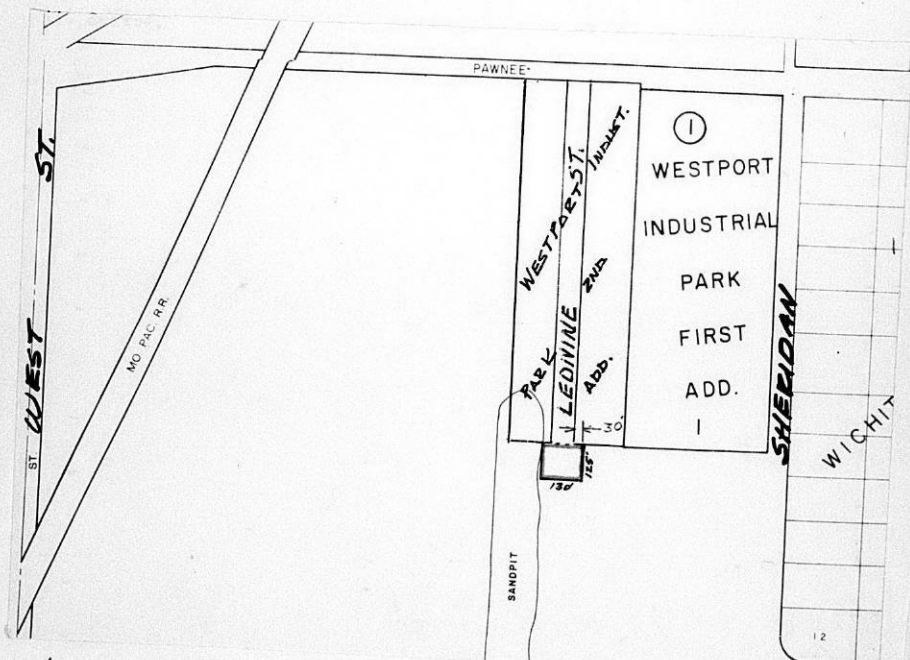 PAWNEE
WEST ST.
ST.
MO. PAC. R.R.
WESTPORT INDUST.
PARK 2ND ADD.
LEDIVINE ST.
1
WESTPORT
INDUSTRIAL
PARK
FIRST
ADD.
1
SHERIDAN
1
WICHIT
30'
125'
130'
SANDPIT
12